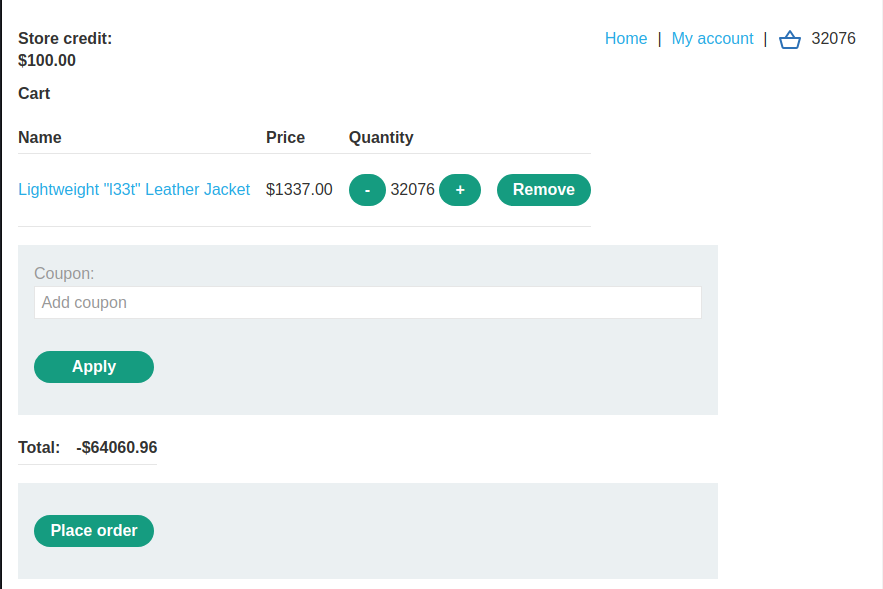 Store credit:
$100.00
Home | My account | 32076
Cart
Name Price Quantity
Lightweight "l33t" Leather Jacket $1337.00 - 32076 + Remove
Coupon:
Add coupon
Apply
Total: -$64060.96
Place order